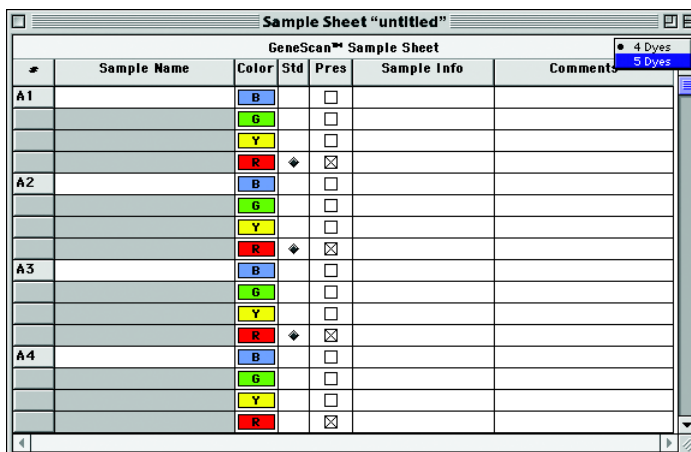 Sample Sheet “untitled”
GeneScan™ Sample Sheet
• 4 Dyes
5 Dyes
# Sample Name Color Std Pres Sample Info Comments
A1 B
G
Y
R
A2 B
G
Y
R
A3 B
G
Y
R
A4 B
G
Y
R